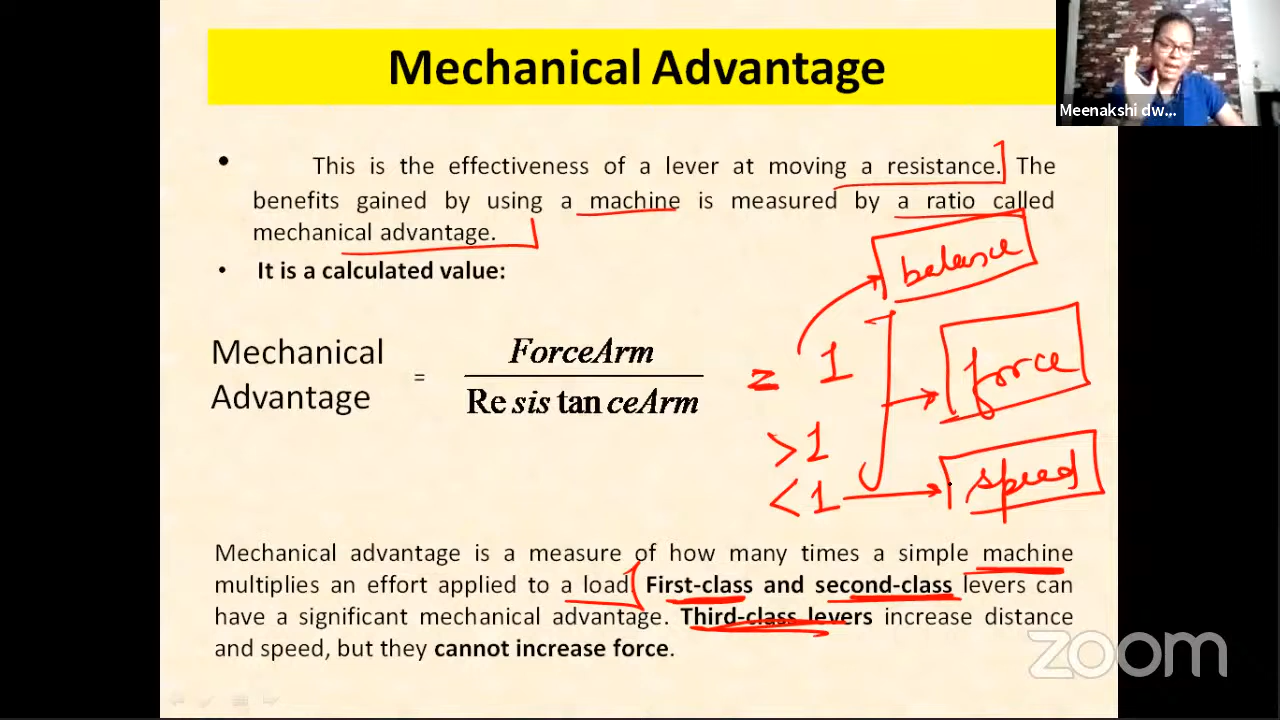 Mechanical Advantage
Meenakshi dw...
• This is the effectiveness of a lever at moving a resistance. The
benefits gained by using a machine is measured by a ratio called
mechanical advantage.
balance
• It is a calculated value:
Mechanical
Advantage
=
ForceArm
Re sis tan ceArm
= 1
force
>1
<1
speed
Mechanical advantage is a measure of how many times a simple machine
multiplies an effort applied to a load. First-class and second-class levers can
have a significant mechanical advantage. Third-class levers increase distance
and speed, but they cannot increase force.
zoom